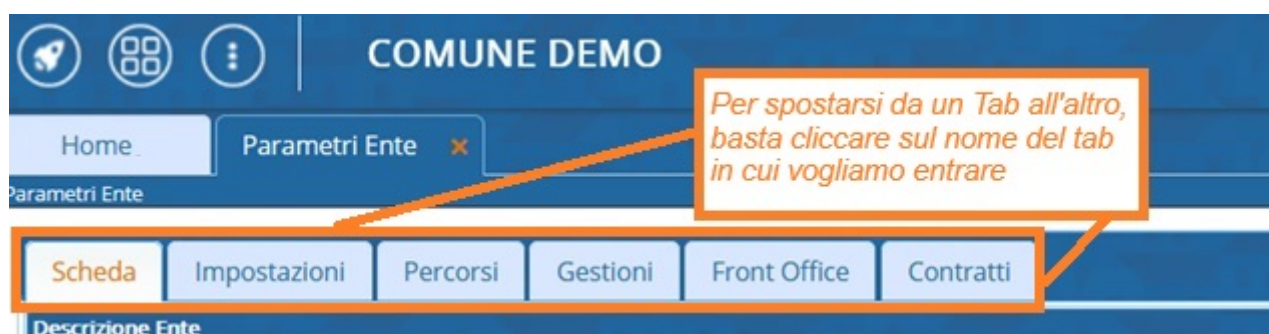 COMUNE DEMO
Per spostarsi da un Tab all'altro,
basta cliccare sul nome del tab
in cui vogliamo entrare
Home
Parametri Ente
Parametri Ente
Scheda Impostazioni Percorsi Gestioni Front Office Contratti
Descrizione Ente